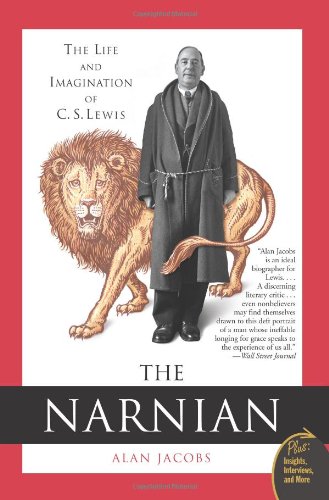 THE LIFE
AND
IMAGINATION
OF
C. S. LEWIS
"Alan Jacobs
is an ideal
biographer for
Lewis. . . .
A discerning
literary critic . . .
even nonbelievers
may find themselves
drawn to this deft portrait
of a man whose ineffable
longing for grace speaks to
the experience of us all."
—Wall Street Journal
THE
NARNIAN
ALAN JACOBS
Plus:
Insights,
Interviews,
and More